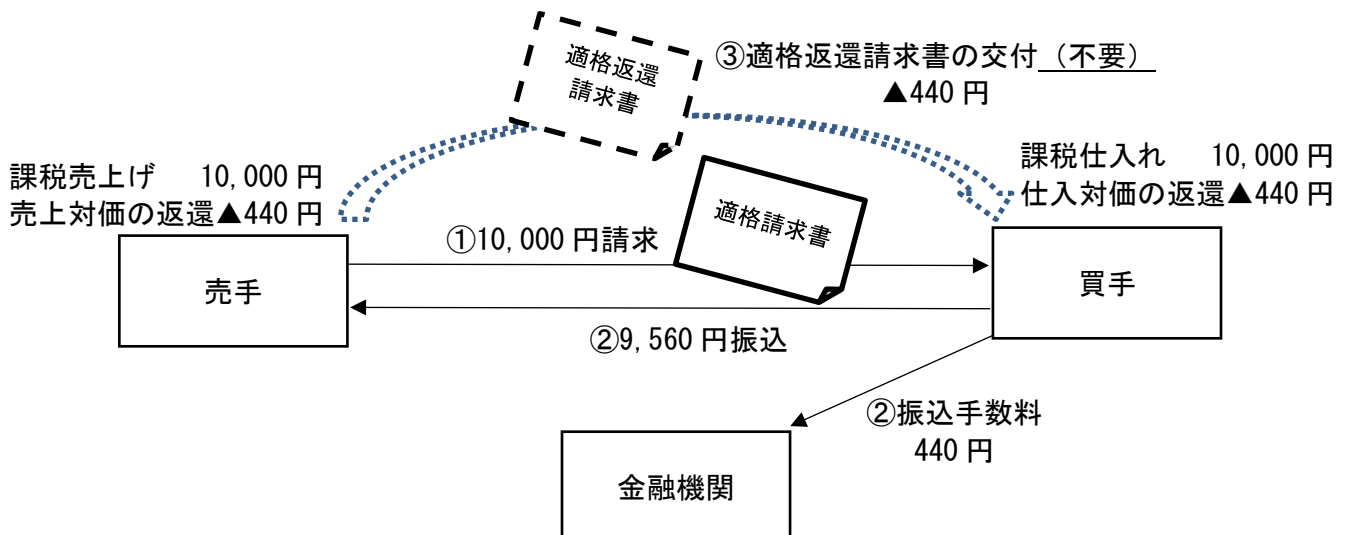 適格返還
請求書
③適格返還請求書の交付（不要）
▲440 円
課税売上げ 10,000 円
売上対価の返還▲440 円
課税仕入れ 10,000 円
仕入対価の返還▲440 円
適格請求書
①10,000 円請求
売手
買手
②9,560 円振込
②振込手数料
440 円
金融機関